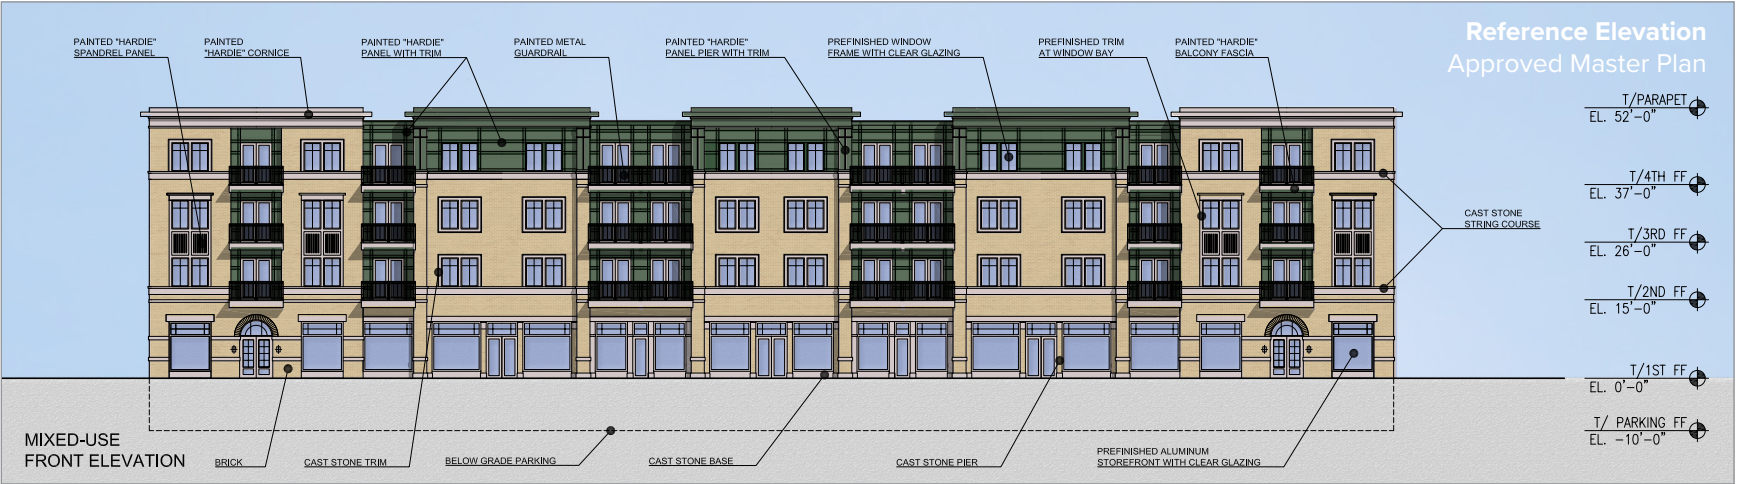 Reference Elevation
Approved Master Plan
PAINTED "HARDIE"
SPANDREL PANEL
PAINTED
"HARDIE" CORNICE
PAINTED "HARDIE"
PANEL WITH TRIM
PAINTED METAL
GUARDRAIL
PAINTED "HARDIE"
PANEL PIER WITH TRIM
PREFINISHED WINDOW
FRAME WITH CLEAR GLAZING
PREFINISHED TRIM
AT WINDOW BAY
PAINTED "HARDIE"
BALCONY FASCIA
T/PARAPET
EL. 52'-0"
T/4TH FF
EL. 37'-0"
CAST STONE
STRING COURSE
T/3RD FF
EL. 26'-0"
T/2ND FF
EL. 15'-0"
T/1ST FF
EL. 0'-0"
T/ PARKING FF
EL. -10'-0"
MIXED-USE
FRONT ELEVATION
BRICK
CAST STONE TRIM
BELOW GRADE PARKING
CAST STONE BASE
CAST STONE PIER
PREFINISHED ALUMINUM
STOREFRONT WITH CLEAR GLAZING